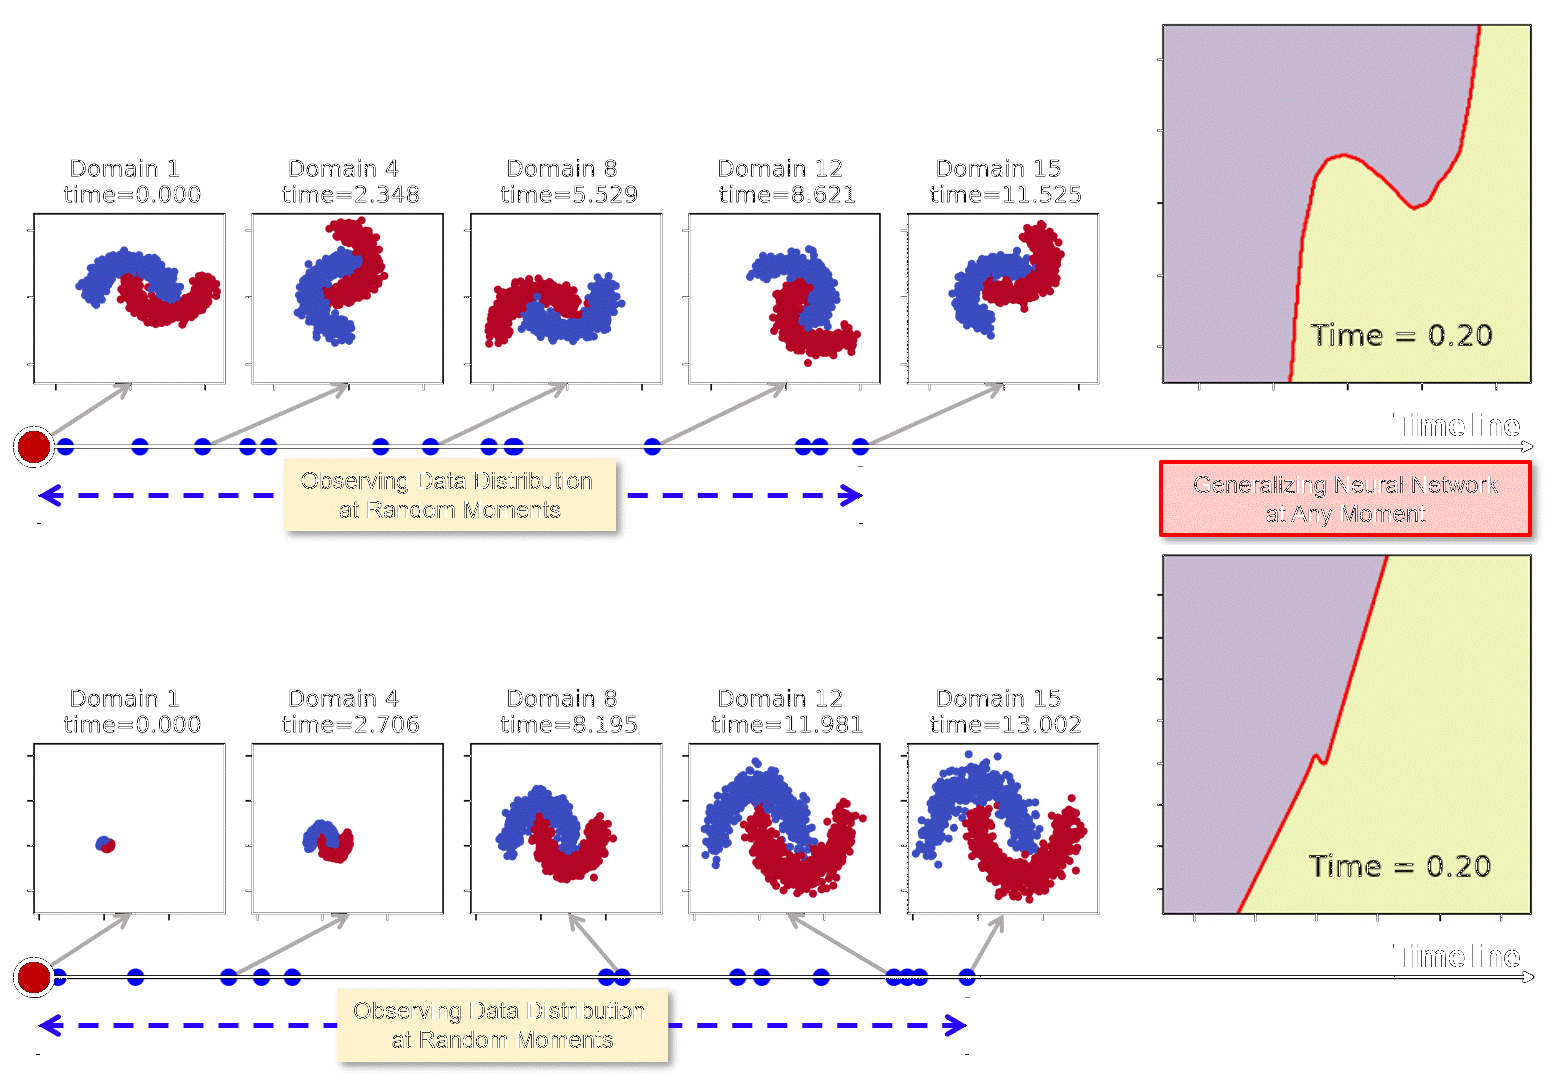 Domain 1
time=0.000
Domain 4
time=2.348
Domain 8
time=5.529
Domain 12
time=8.621
Domain 15
time=11.525
Time = 0.20
Timeline
Observing Data Distribution
at Random Moments
Generalizing Neural Network
at Any Moment
Domain 1
time=0.000
Domain 4
time=2.706
Domain 8
time=8.195
Domain 12
time=11.981
Domain 15
time=13.002
Time = 0.20
Timeline
Observing Data Distribution
at Random Moments